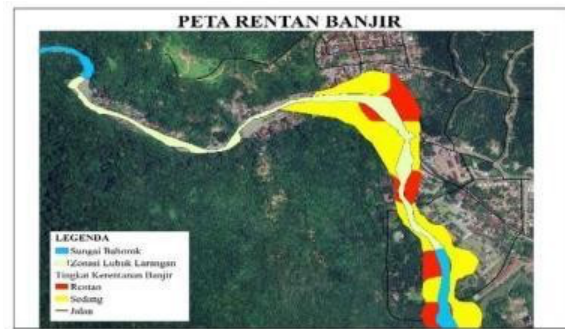 PETA RENTAN BANJIR
LEGENDA
Sungai Bahorok
Zonasi Lubuk Larangan
Tingkat Kerentanan Banjir
Rentan
Sedang
Jalan